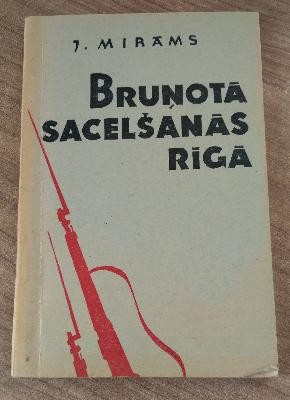 J. MIRĀMS
BRUŅOTĀ
SACELŠANĀS
RĪGĀ